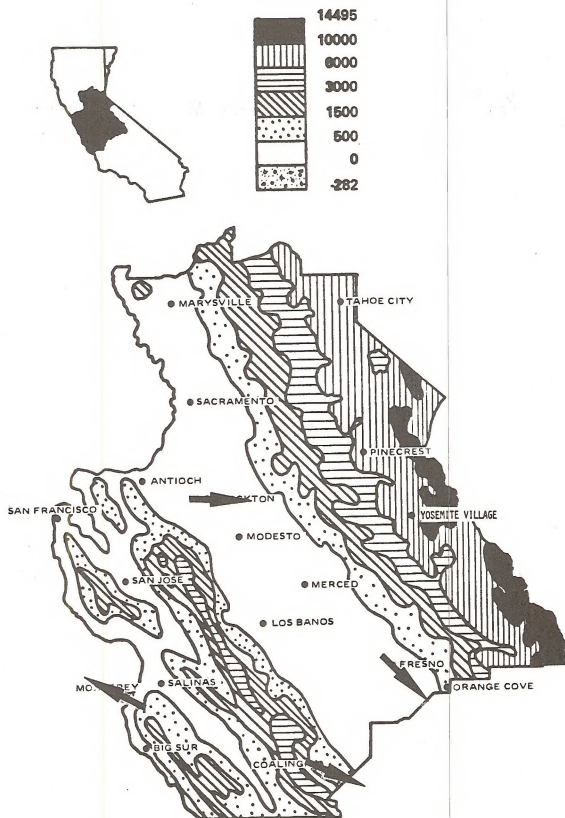 14495
10000
6000
3000
1500
500
0
-282
MARYSVILLE
TAHOE CITY
SACRAMENTO
PINECREST
ANTIOCH
SAN FRANCISCO
YOSEMITE VILLAGE
MODESTO
SAN JOSE
MERCED
LOS BANOS
FRESNO
SALINAS
ORANGE COVE
BIG SUR
COALING